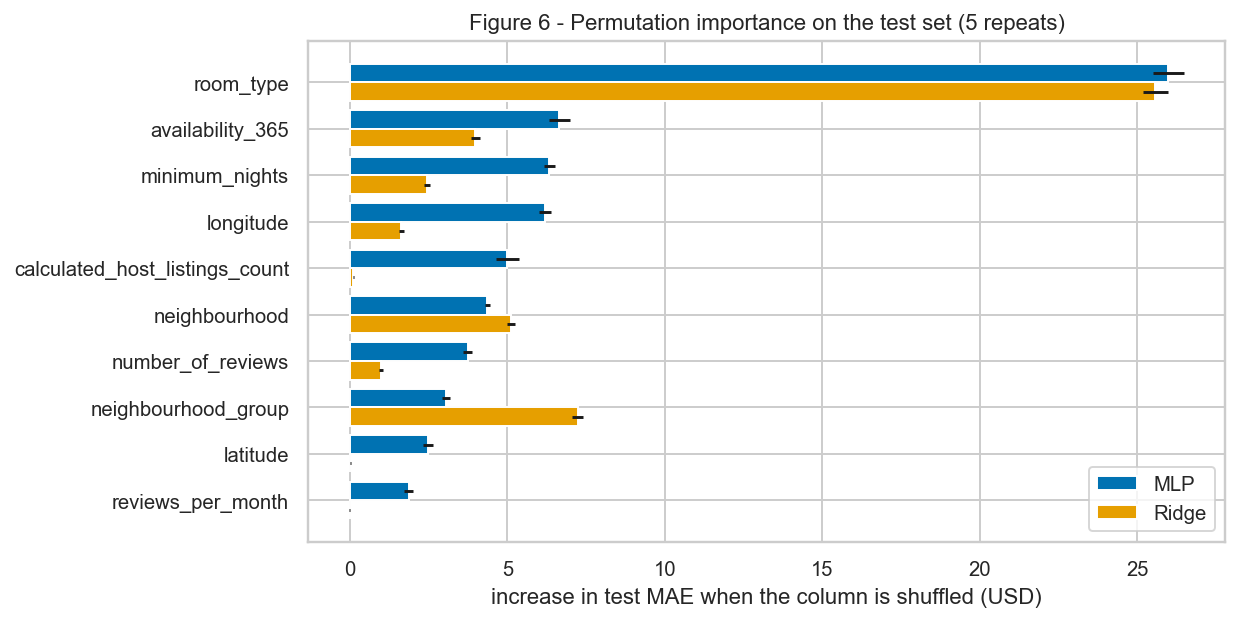 Figure 6 - Permutation importance on the test set (5 repeats)
room_type
availability_365
minimum_nights
longitude
calculated_host_listings_count
neighbourhood
number_of_reviews
neighbourhood_group
latitude
reviews_per_month
MLP
Ridge
0 5 10 15 20 25
increase in test MAE when the column is shuffled (USD)